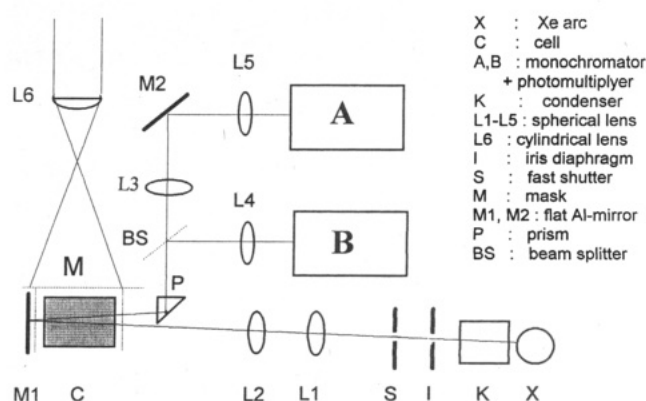 L6
M2
L5
A
L3
L4
BS
B
M
P
M1
C
L2
L1
S
I
K
X
X : Xe arc
C : cell
A,B : monochromator
+ photomultiplyer
K : condenser
L1-L5 : spherical lens
L6 : cylindrical lens
I : iris diaphragm
S : fast shutter
M : mask
M1, M2 : flat Al-mirror
P : prism
BS : beam splitter